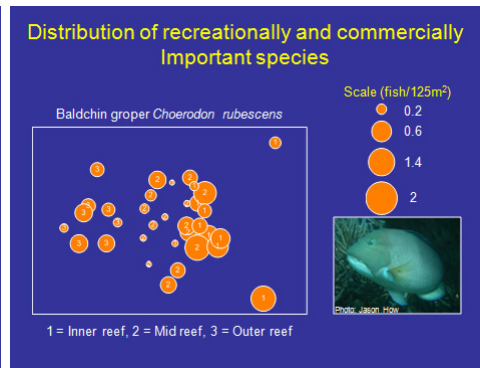 Distribution of recreationally and commercially
Important species
Scale (fish/125m²)
0.2
0.6
1.4
2
Baldchin groper Choerodon rubescens
Photo: Jason How
1 = Inner reef, 2 = Mid reef, 3 = Outer reef